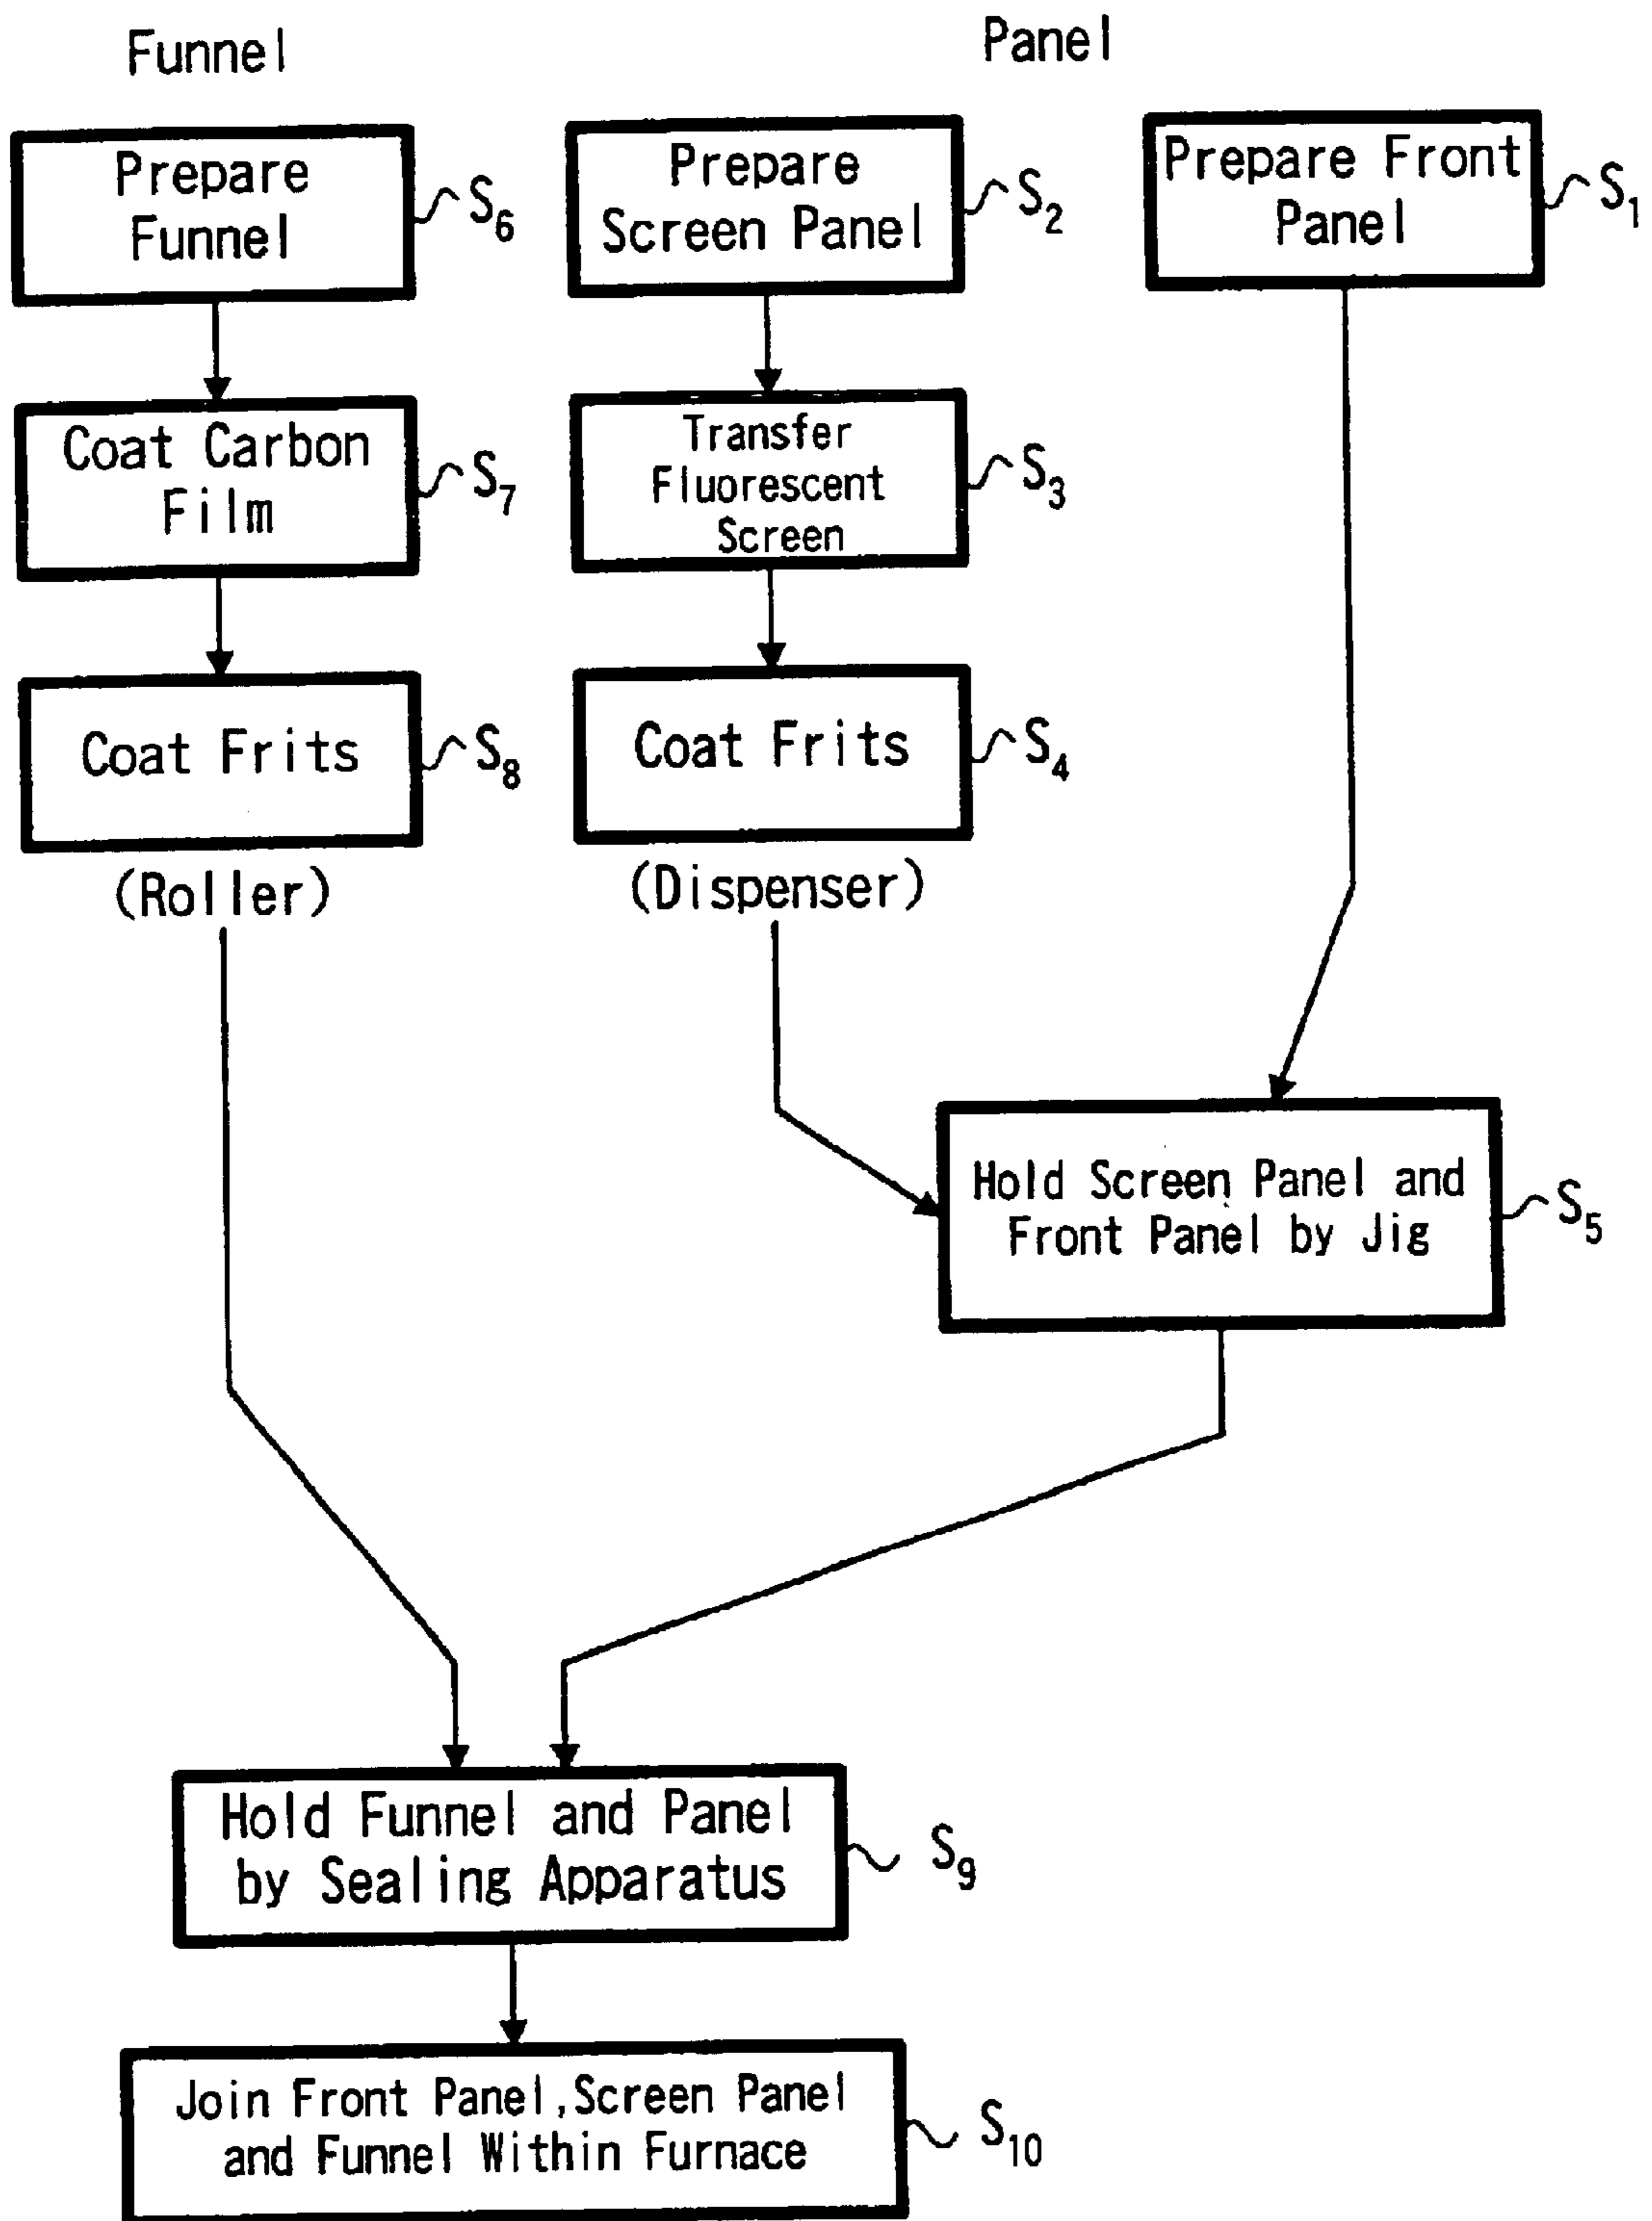 Funnel
Panel
Prepare
Funnel
S6
Prepare
Screen Panel
S2
Prepare Front
Panel
S1
Coat Carbon
Film
S7
Transfer
Fluorescent
Screen
S3
Coat Frits
S8
(Roller)
Coat Frits
S4
(Dispenser)
Hold Screen Panel and
Front Panel by Jig
S5
Hold Funnel and Panel
by Sealing Apparatus
S9
Join Front Panel,Screen Panel
and Funnel Within Furnace
S10